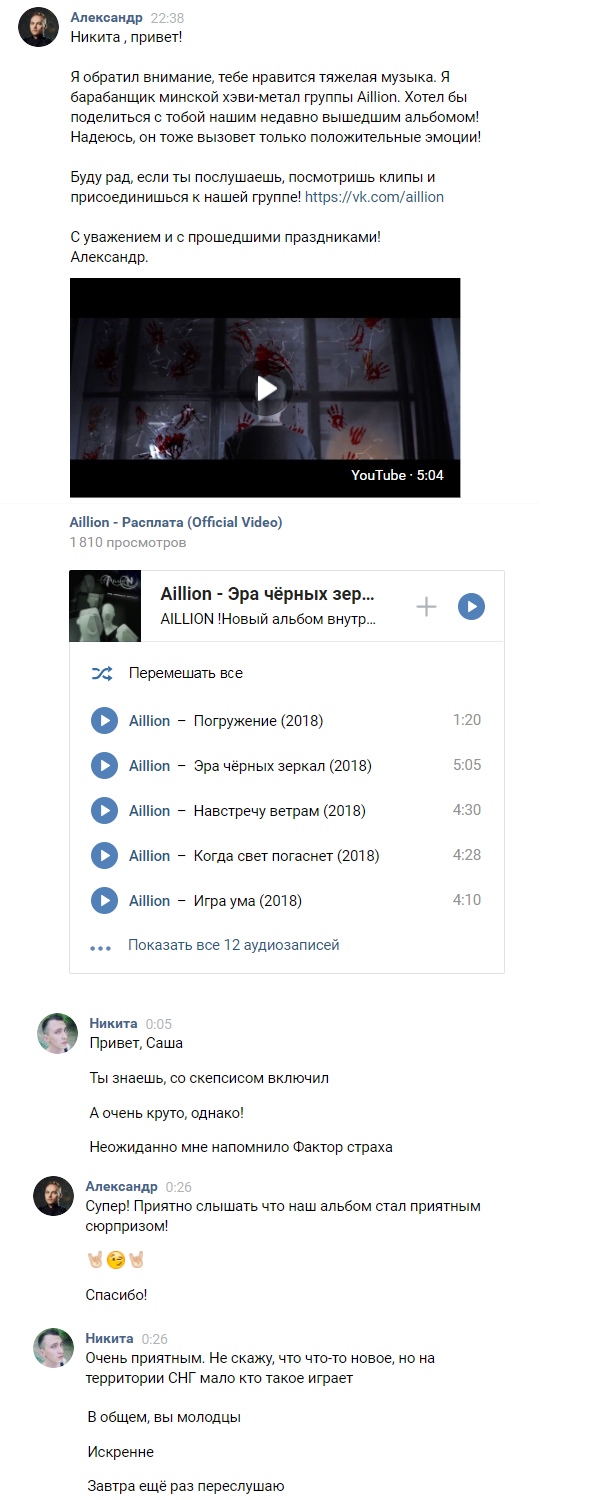 Александр 22:38
Никита , привет!
Я обратил внимание, тебе нравится тяжелая музыка. Я
барабанщик минской хэви-метал группы Aillion. Хотел бы
поделиться с тобой нашим недавно вышедшим альбомом!
Надеюсь, он тоже вызовет только положительные эмоции!
Буду рад, если ты послушаешь, посмотришь клипы и
присоединишься к нашей группе! https://vk.com/aillion
С уважением и с прошедшими праздниками!
Александр.
YouTube · 5:04
Aillion - Расплата (Official Video)
1 810 просмотров
Aillion - Эра чёрных зер...
AILLION !Новый альбом внутр...
Перемешать все
Aillion – Погружение (2018) 1:20
Aillion – Эра чёрных зеркал (2018) 5:05
Aillion – Навстречу ветрам (2018) 4:30
Aillion – Когда свет погаснет (2018) 4:28
Aillion – Игра ума (2018) 4:10
Показать все 12 аудиозаписей
Никита 0:05
Привет, Саша
Ты знаешь, со скепсисом включил
А очень круто, однако!
Неожиданно мне напомнило Фактор страха
Александр 0:26
Супер! Приятно слышать что наш альбом стал приятным
сюрпризом!
🤘😉🤘
Спасибо!
Никита 0:26
Очень приятным. Не скажу, что что-то новое, но на
территории СНГ мало кто такое играет
В общем, вы молодцы
Искренне
Завтра ещё раз переслушаю